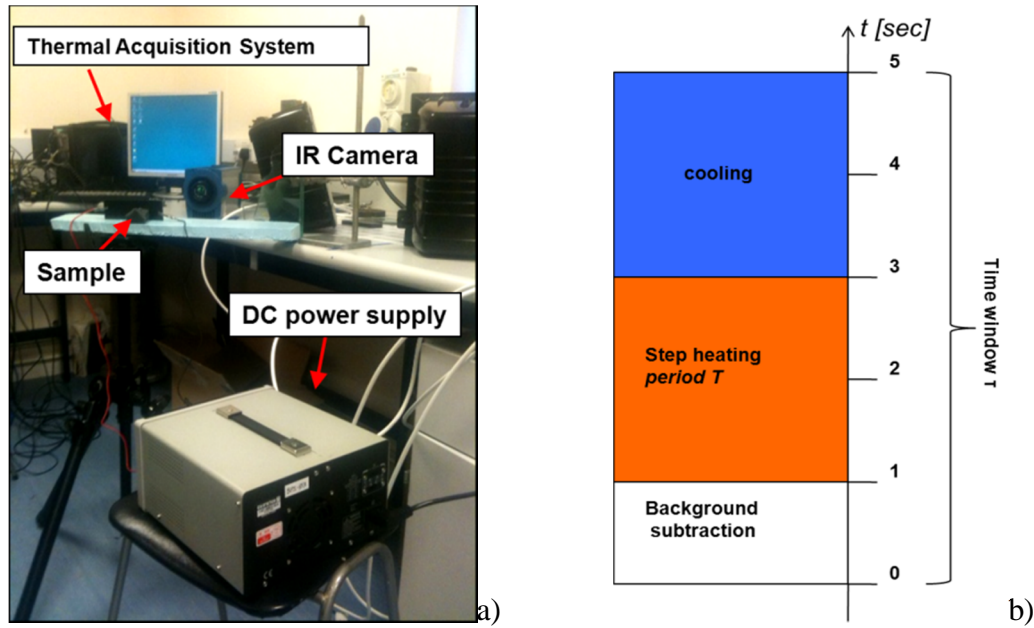 Thermal Acquisition System
IR Camera
Sample
DC power supply
a)
t [sec]
5
cooling
4
3
Step heating
period T
2
1
Background
subtraction
0
Time window τ
b)